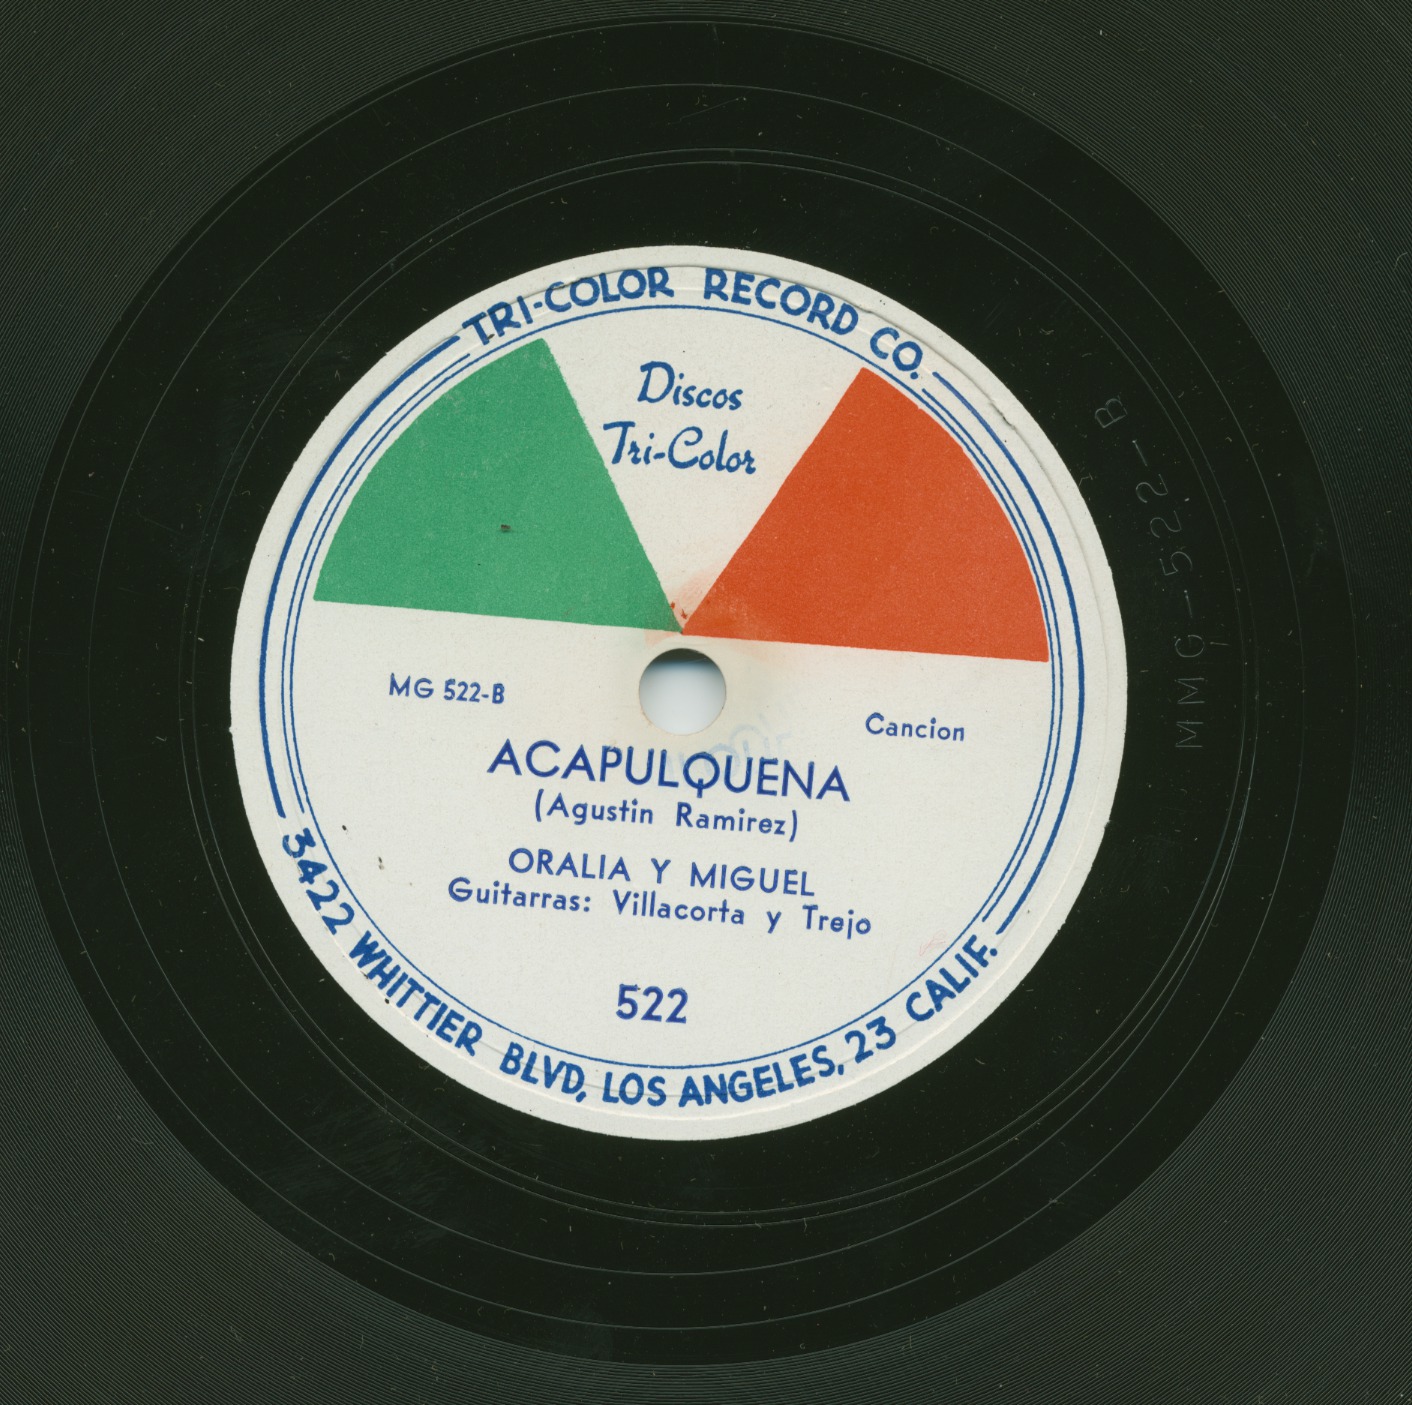 TRI-COLOR RECORD CO.
Discos
Tri-Color
MG 522-B
Cancion
ACAPULQUENA
(Agustin Ramirez)
ORALIA Y MIGUEL
Guitarras: Villacorta y Trejo
522
3422 WHITTIER BLVD, LOS ANGELES, 23 CALIF.
MMG-522-B